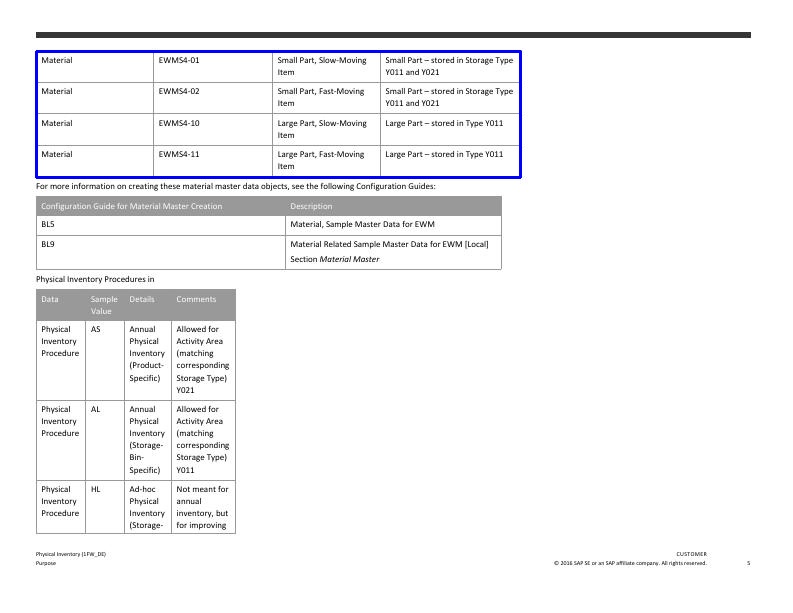 Material EWMS4-01 Small Part, Slow-Moving Small Part – stored in Storage Type
Item Y011 and Y021
Material EWMS4-02 Small Part, Fast-Moving Small Part – stored in Storage Type
Item Y011 and Y021
Material EWMS4-10 Large Part, Slow-Moving Large Part – stored in Type Y011
Item
Material EWMS4-11 Large Part, Fast-Moving Large Part – stored in Type Y011
Item
For more information on creating these material master data objects, see the following Configuration Guides:
Configuration Guide for Material Master Creation Description
BL5 Material, Sample Master Data for EWM
BL9 Material Related Sample Master Data for EWM [Local]
Section Material Master
Physical Inventory Procedures in
Data Sample Details Comments
Value
Physical AS Annual Allowed for
Inventory Physical Activity Area
Procedure Inventory (matching
(Product- corresponding
Specific) Storage Type)
Y021
Physical AL Annual Allowed for
Inventory Physical Activity Area
Procedure Inventory (matching
(Storage- corresponding
Bin- Storage Type)
Specific) Y011
Physical HL Ad-hoc Not meant for
Inventory Physical annual
Procedure Inventory inventory, but
(Storage- for improving
Physical Inventory (1FW_DE) CUSTOMER
Purpose © 2016 SAP SE or an SAP affiliate company. All rights reserved. 5